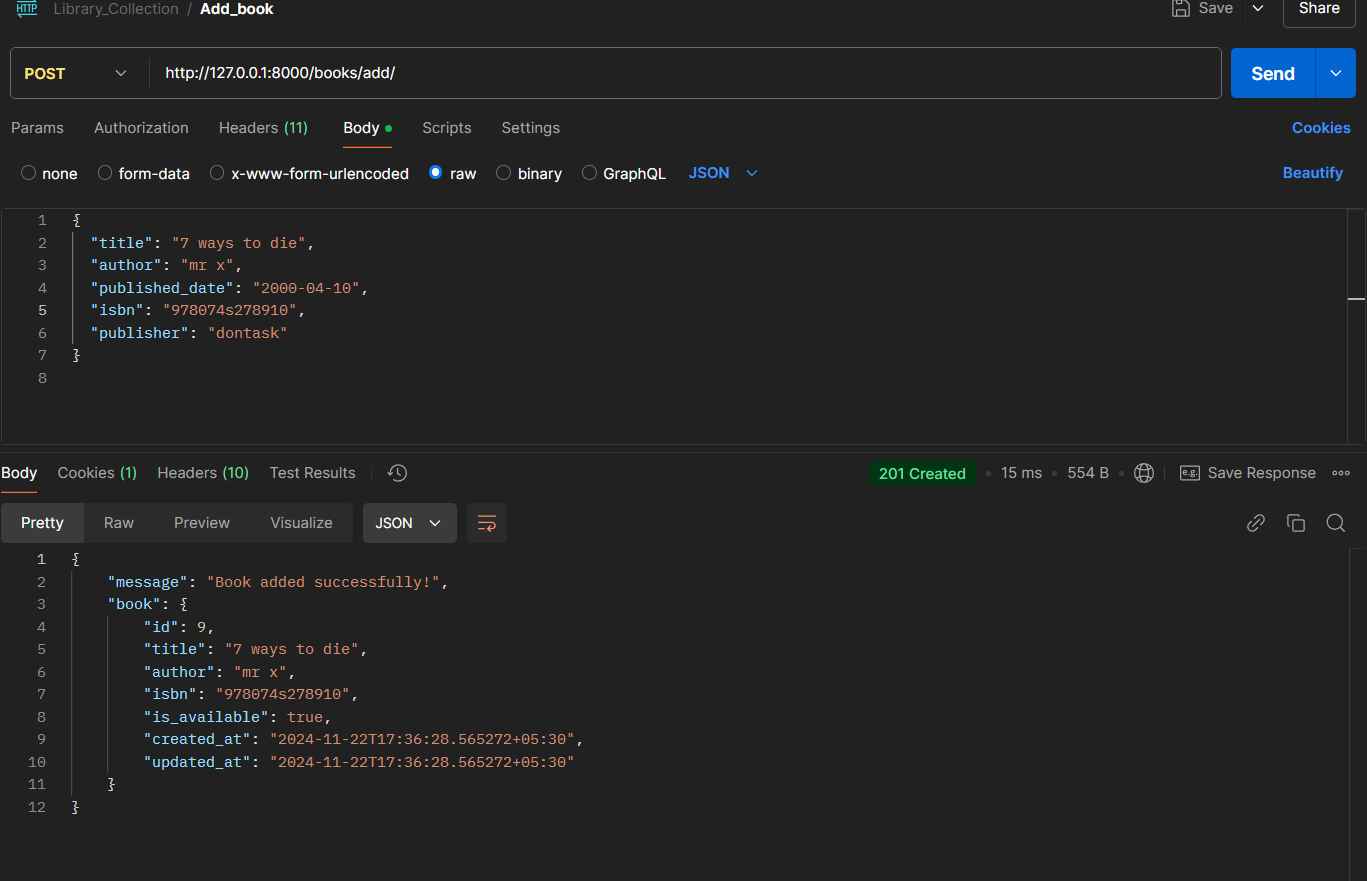 HTTP Library_Collection / Add_book Save Share
POST http://127.0.0.1:8000/books/add/ Send
Params Authorization Headers (11) Body Scripts Settings Cookies
none form-data x-www-form-urlencoded raw binary GraphQL JSON Beautify
1 {
2 "title": "7 ways to die",
3 "author": "mr x",
4 "published_date": "2000-04-10",
5 "isbn": "978074s278910",
6 "publisher": "dontask"
7 }
8
Body Cookies (1) Headers (10) Test Results 201 Created 15 ms 554 B e.g. Save Response
Pretty Raw Preview Visualize JSON
1 {
2 "message": "Book added successfully!",
3 "book": {
4 "id": 9,
5 "title": "7 ways to die",
6 "author": "mr x",
7 "isbn": "978074s278910",
8 "is_available": true,
9 "created_at": "2024-11-22T17:36:28.565272+05:30",
10 "updated_at": "2024-11-22T17:36:28.565272+05:30"
11 }
12 }